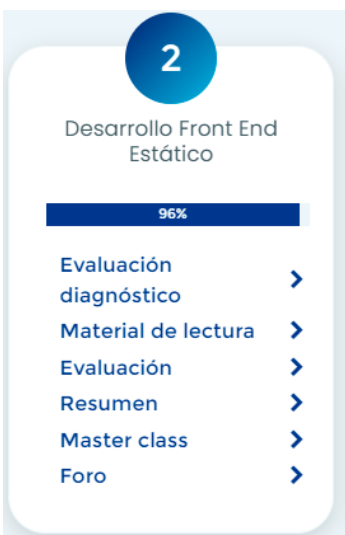 2
Desarrollo Front End
Estático
96%
Evaluación
diagnóstico
Material de lectura
Evaluación
Resumen
Master class
Foro